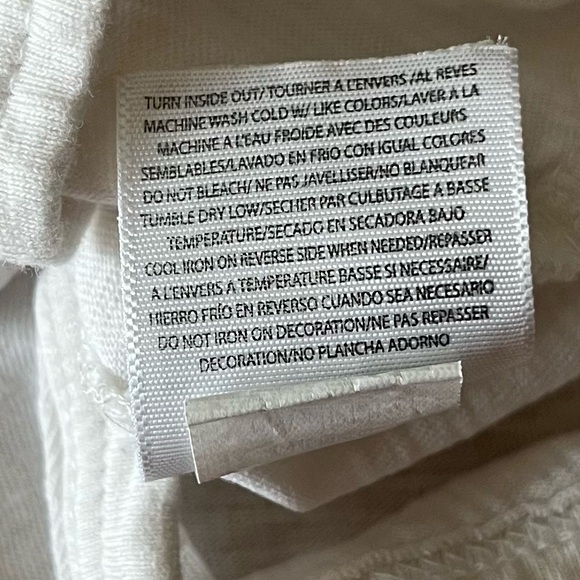 TURN INSIDE OUT/ TOURNER A L'ENVERS /AL REVES
MACHINE WASH COLD W/ LIKE COLORS/LAVER A LA
MACHINE A L'EAU FROIDE AVEC DES COULEURS
SEMBLABLES/LAVADO EN FRIO CON IGUAL COLORES
DO NOT BLEACH/ NE PAS JAVELLISER/NO BLANQUEAR
TUMBLE DRY LOW/SECHER PAR CULBUTAGE A BASSE
TEMPERATURE/SECADO EN SECADORA BAJO
COOL IRON ON REVERSE SIDE WHEN NEEDED/REPASSER
A L'ENVERS A TEMPERATURE BASSE SI NECESSAIRE/
HIERRO FRÍO EN REVERSO CUANDO SEA NECESARIO
DO NOT IRON ON DECORATION/NE PAS REPASSER
DECORATION/NO PLANCHA ADORNO